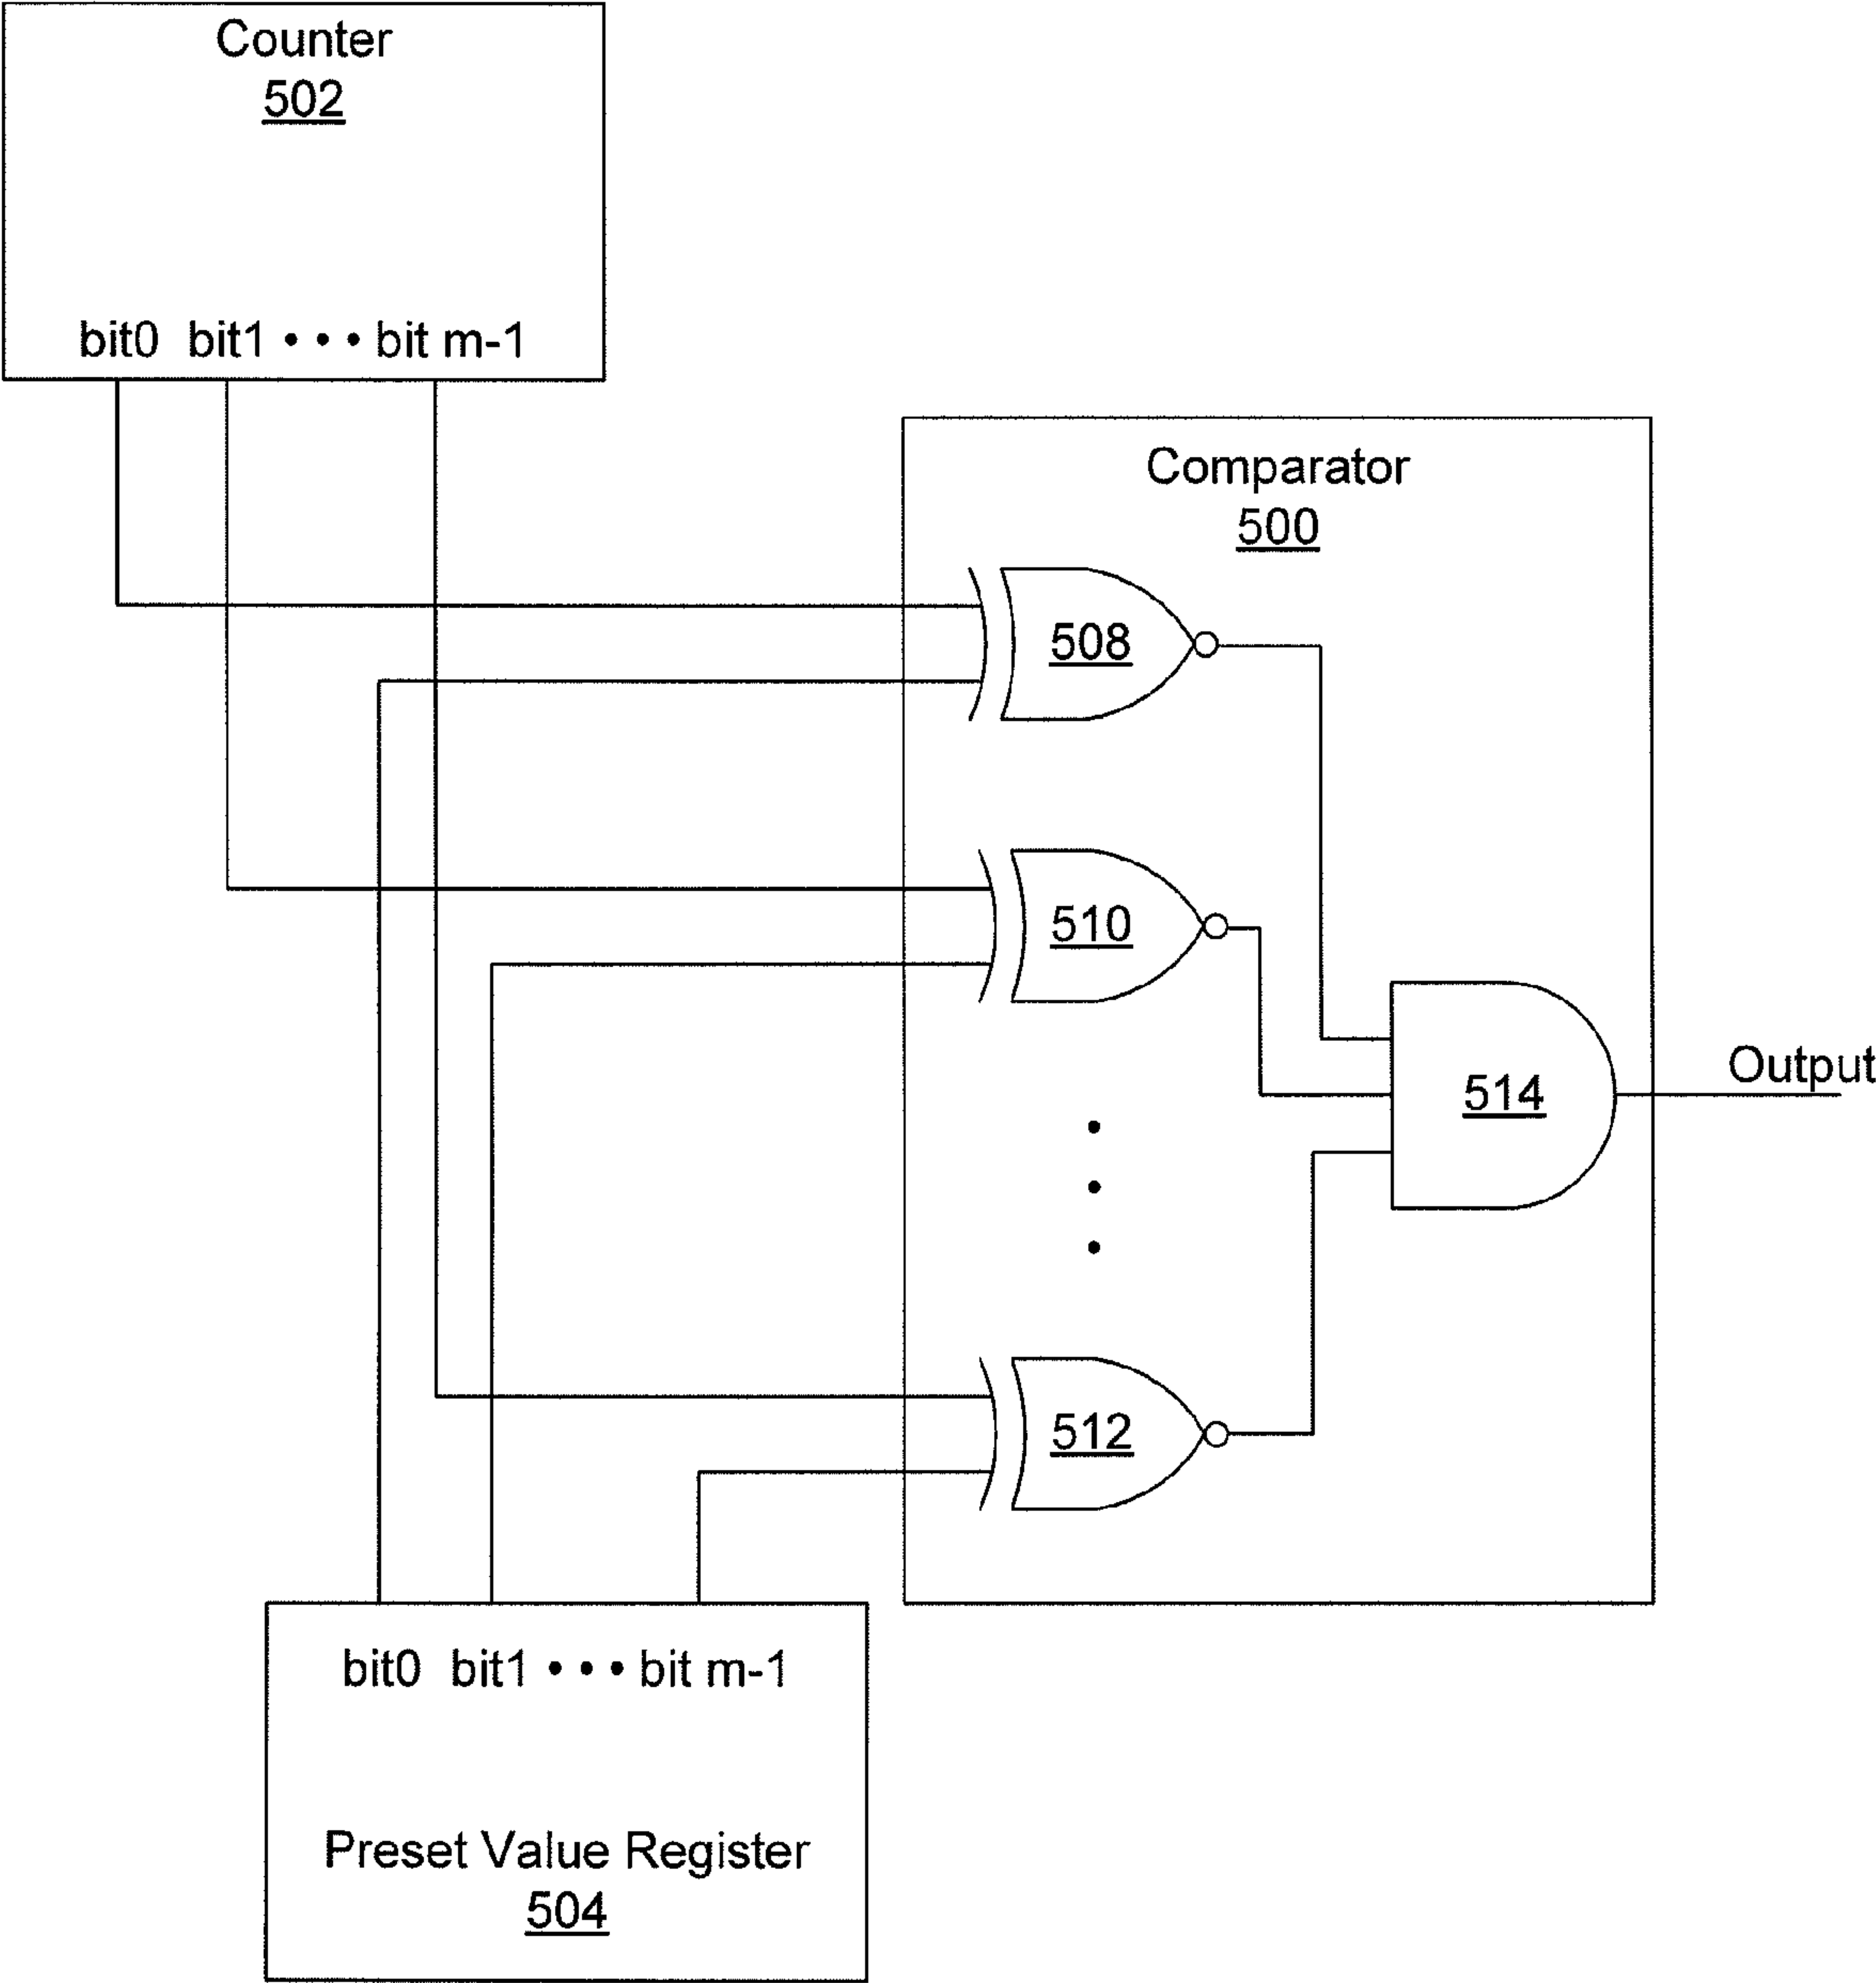 Counter
502
bit0 bit1 • • • bit m-1
Comparator
500
508
510
514
Output
512
bit0 bit1 • • • bit m-1
Preset Value Register
504